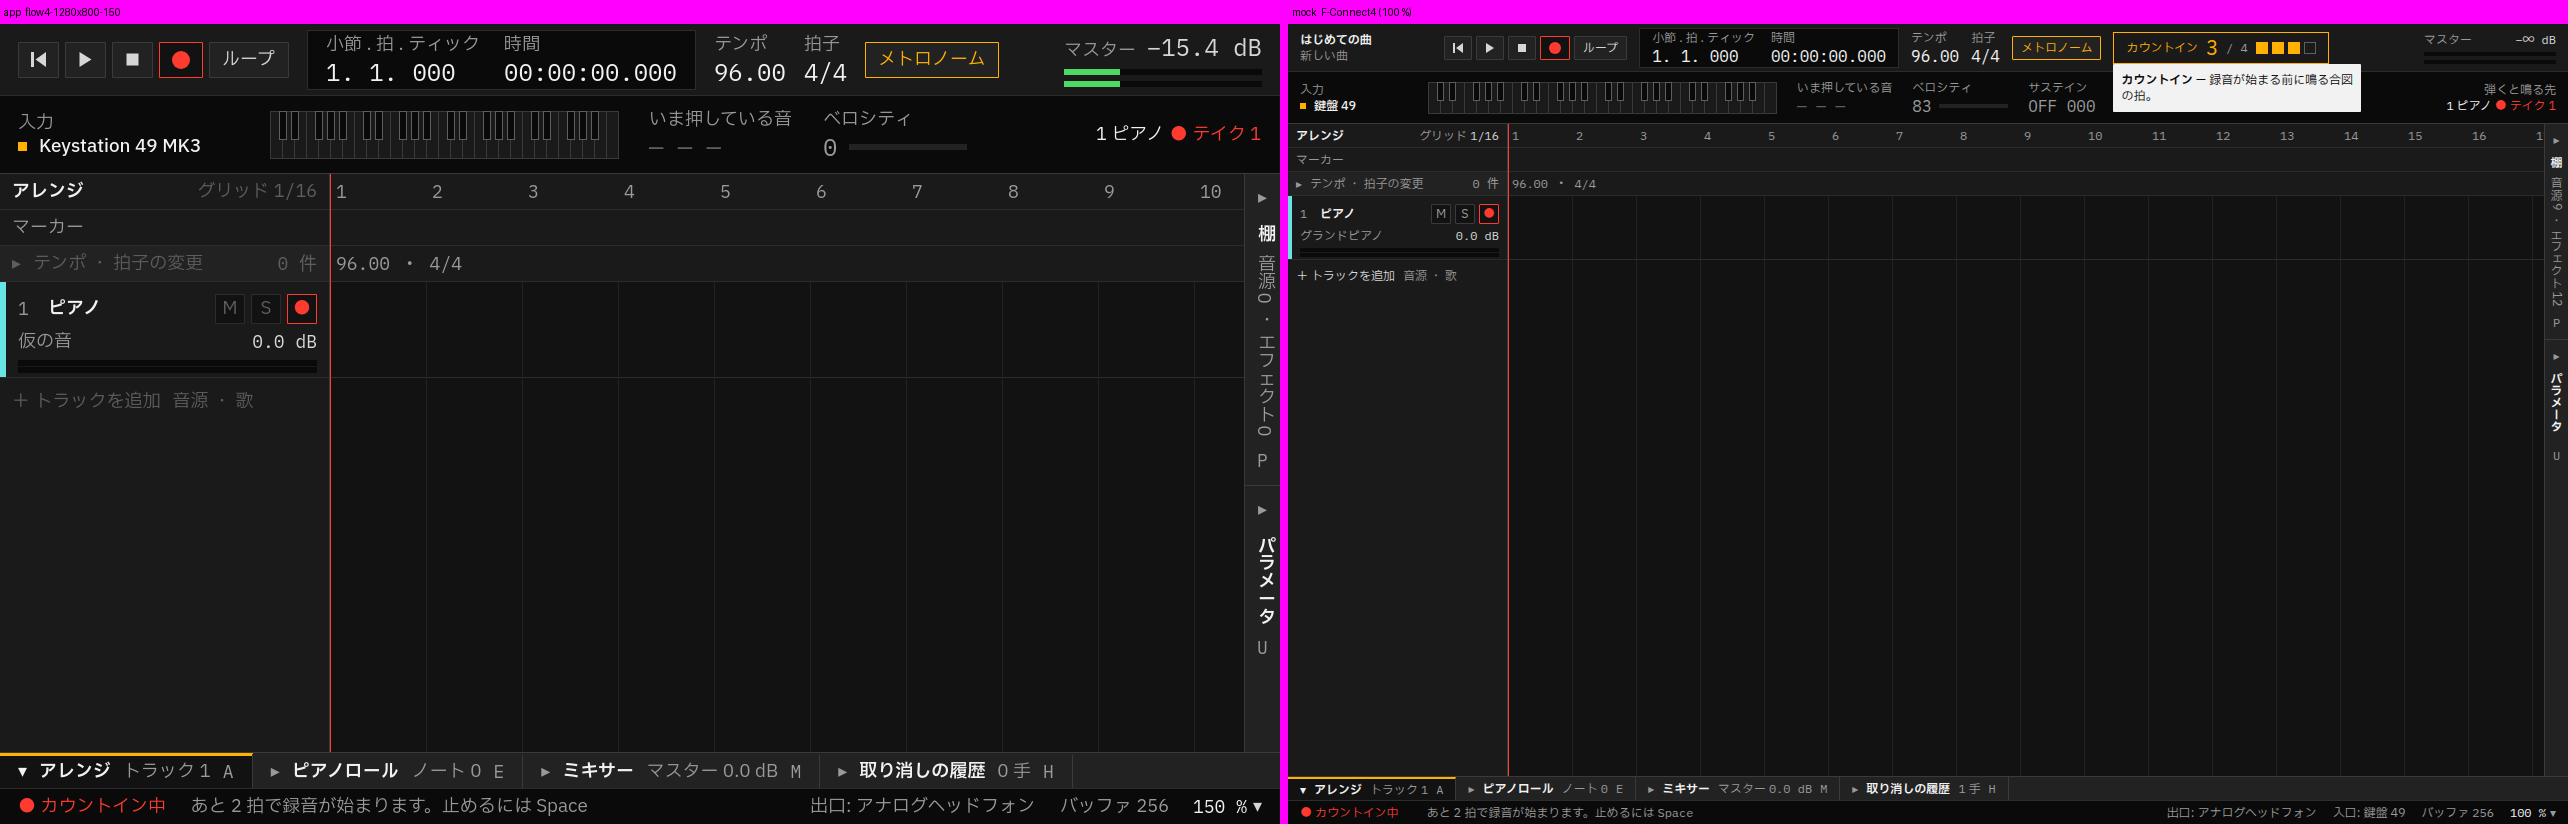 app flow4-1280x800-150
ループ
小節 . 拍 . ティック 時間
1. 1. 000 00:00:00.000
テンポ 拍子
96.00 4/4
メトロノーム
マスター −15.4 dB
入力
Keystation 49 MK3
いま押している音 ベロシティ
— — — 0
1 ピアノ テイク 1
アレンジ グリッド 1/16
1 2 3 4 5 6 7 8 9 10
マーカー
▶ テンポ · 拍子の変更 0 件
96.00 · 4/4
1 ピアノ M S
仮の音 0.0 dB
＋ トラックを追加 音源 · 歌
▶ 棚 音源 0 · エフェクト 0 P
▶ パラメータ U
▼ アレンジ トラック 1 A
▶ ピアノロール ノート 0 E
▶ ミキサー マスター 0.0 dB M
▶ 取り消しの履歴 0 手 H
カウントイン中 あと 2 拍で録音が始まります。止めるには Space
出口: アナログヘッドフォン バッファ 256 150 % ▼
mock F-Connect4 (100 %)
はじめての曲
新しい曲
ループ
小節 . 拍 . ティック 時間
1. 1. 000 00:00:00.000
テンポ 拍子
96.00 4/4
メトロノーム
カウントイン 3 / 4
マスター −∞ dB
カウントイン — 録音が始まる前に鳴る合図
の拍。
入力
鍵盤 49
いま押している音 ベロシティ サステイン
— — — 83 OFF 000
弾くと鳴る先
1 ピアノ テイク 1
アレンジ グリッド 1/16
1 2 3 4 5 6 7 8 9 10 11 12 13 14 15 16 1
マーカー
▶ テンポ · 拍子の変更 0 件
96.00 · 4/4
1 ピアノ M S
グランドピアノ 0.0 dB
＋ トラックを追加 音源 · 歌
▶ 棚 音源 9 · エフェクト 12 P
▶ パラメータ U
▼ アレンジ トラック 1 A
▶ ピアノロール ノート 0 E
▶ ミキサー マスター 0.0 dB M
▶ 取り消しの履歴 1 手 H
カウントイン中 あと 2 拍で録音が始まります。止めるには Space
出口: アナログヘッドフォン 入口: 鍵盤 49 バッファ 256 100 % ▼